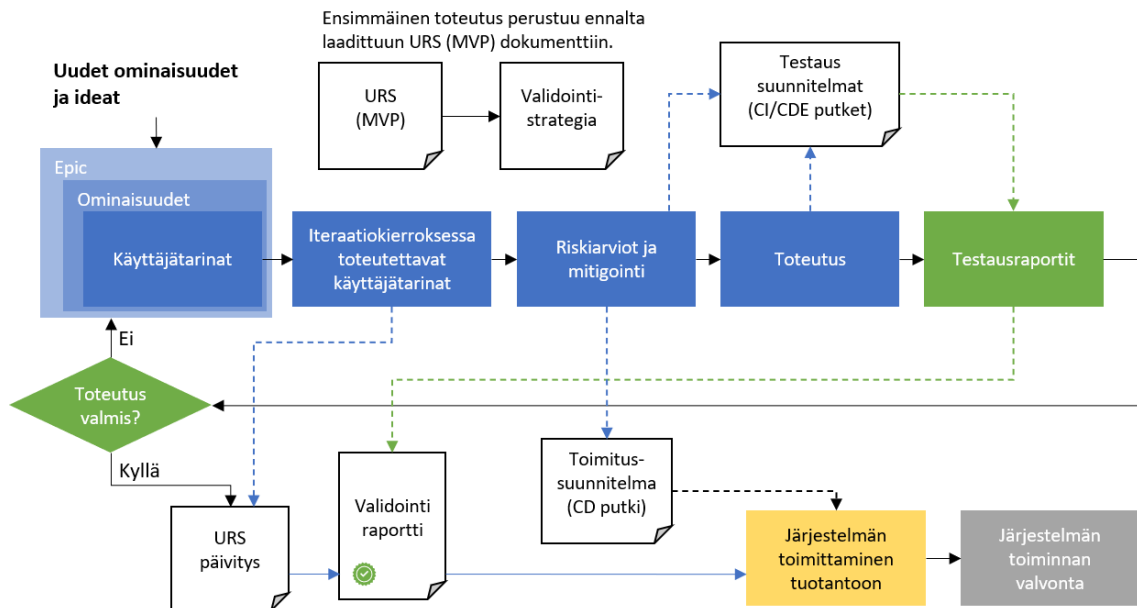 Ensimmäinen toteutus perustuu ennalta
laadittuun URS (MVP) dokumenttiin.
Uudet ominaisuudet
ja ideat
URS
(MVP)
Validointi-
strategia
Testaus
suunnitelmat
(CI/CDE putket)
Epic
Ominaisuudet
Käyttäjätarinat
Iteraatiokierroksessa
toteutettavat
käyttäjätarinat
Riskiarviot ja
mitigointi
Toteutus
Testausraportit
Ei
Toteutus
valmis?
Kyllä
URS
päivitys
Validointi
raportti
Toimitus-
suunnitelma
(CD putki)
Järjestelmän
toimittaminen
tuotantoon
Järjestelmän
toiminnan
valvonta